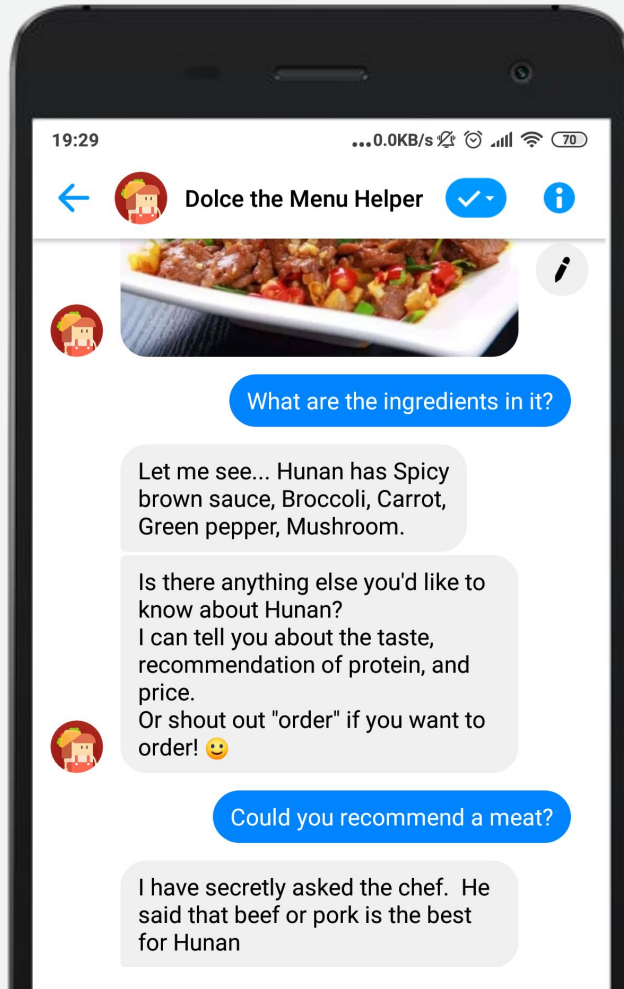 19:29
...0.0KB/s
70
Dolce the Menu Helper
What are the ingredients in it?
Let me see... Hunan has Spicy
brown sauce, Broccoli, Carrot,
Green pepper, Mushroom.
Is there anything else you'd like to
know about Hunan?
I can tell you about the taste,
recommendation of protein, and
price.
Or shout out "order" if you want to
order! 🙂
Could you recommend a meat?
I have secretly asked the chef.  He
said that beef or pork is the best
for Hunan